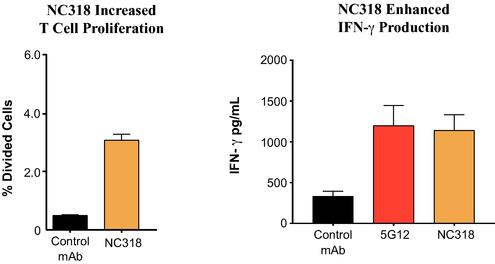 NC318 Increased
T Cell Proliferation
% Divided Cells
6.0
4.0
2.0
0
Control
mAb
NC318
NC318 Enhanced
IFN-γ Production
IFN- γ pg/mL
2000
1500
1000
500
0
Control
mAb
5G12
NC318